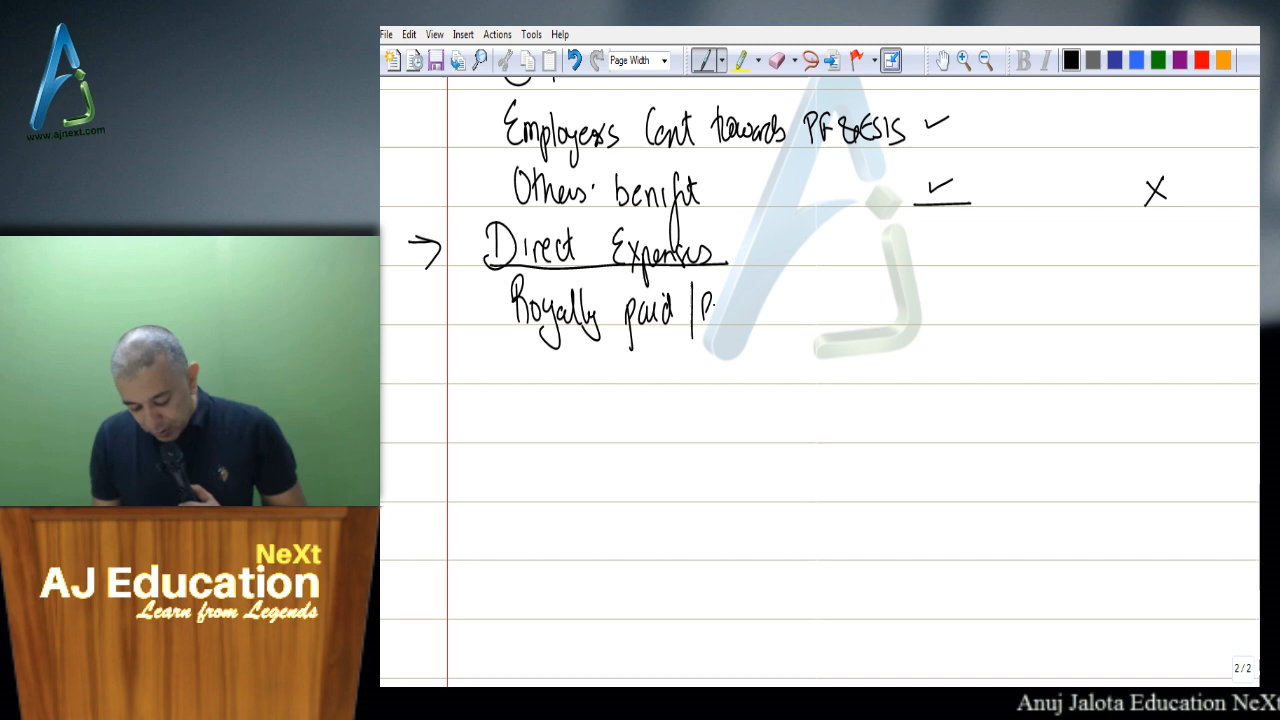 www.ajnext.com
File Edit View Insert Actions Tools Help
Page Width
B I
Employers Cont towards PF & ESIS ✓
Others benifit ✓ X
→ Direct Expenses
Royalty paid | P
2/2
NeXt
AJ Education
Learn from Legends
Anuj Jalota Education NeXt